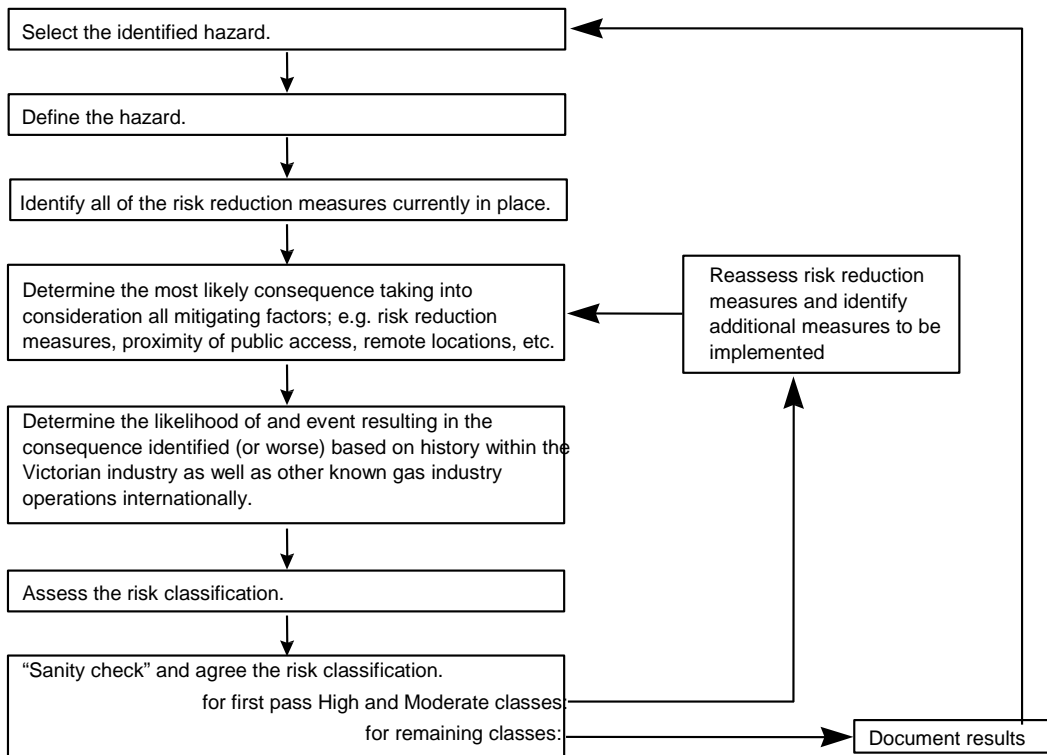 Select the identified hazard.
Define the hazard.
Identify all of the risk reduction measures currently in place.
Determine the most likely consequence taking into
consideration all mitigating factors; e.g. risk reduction
measures, proximity of public access, remote locations, etc.
Reassess risk reduction
measures and identify
additional measures to be
implemented
Determine the likelihood of and event resulting in the
consequence identified (or worse) based on history within the
Victorian industry as well as other known gas industry
operations internationally.
Assess the risk classification.
“Sanity check” and agree the risk classification.
for first pass High and Moderate classes:
for remaining classes:
Document results